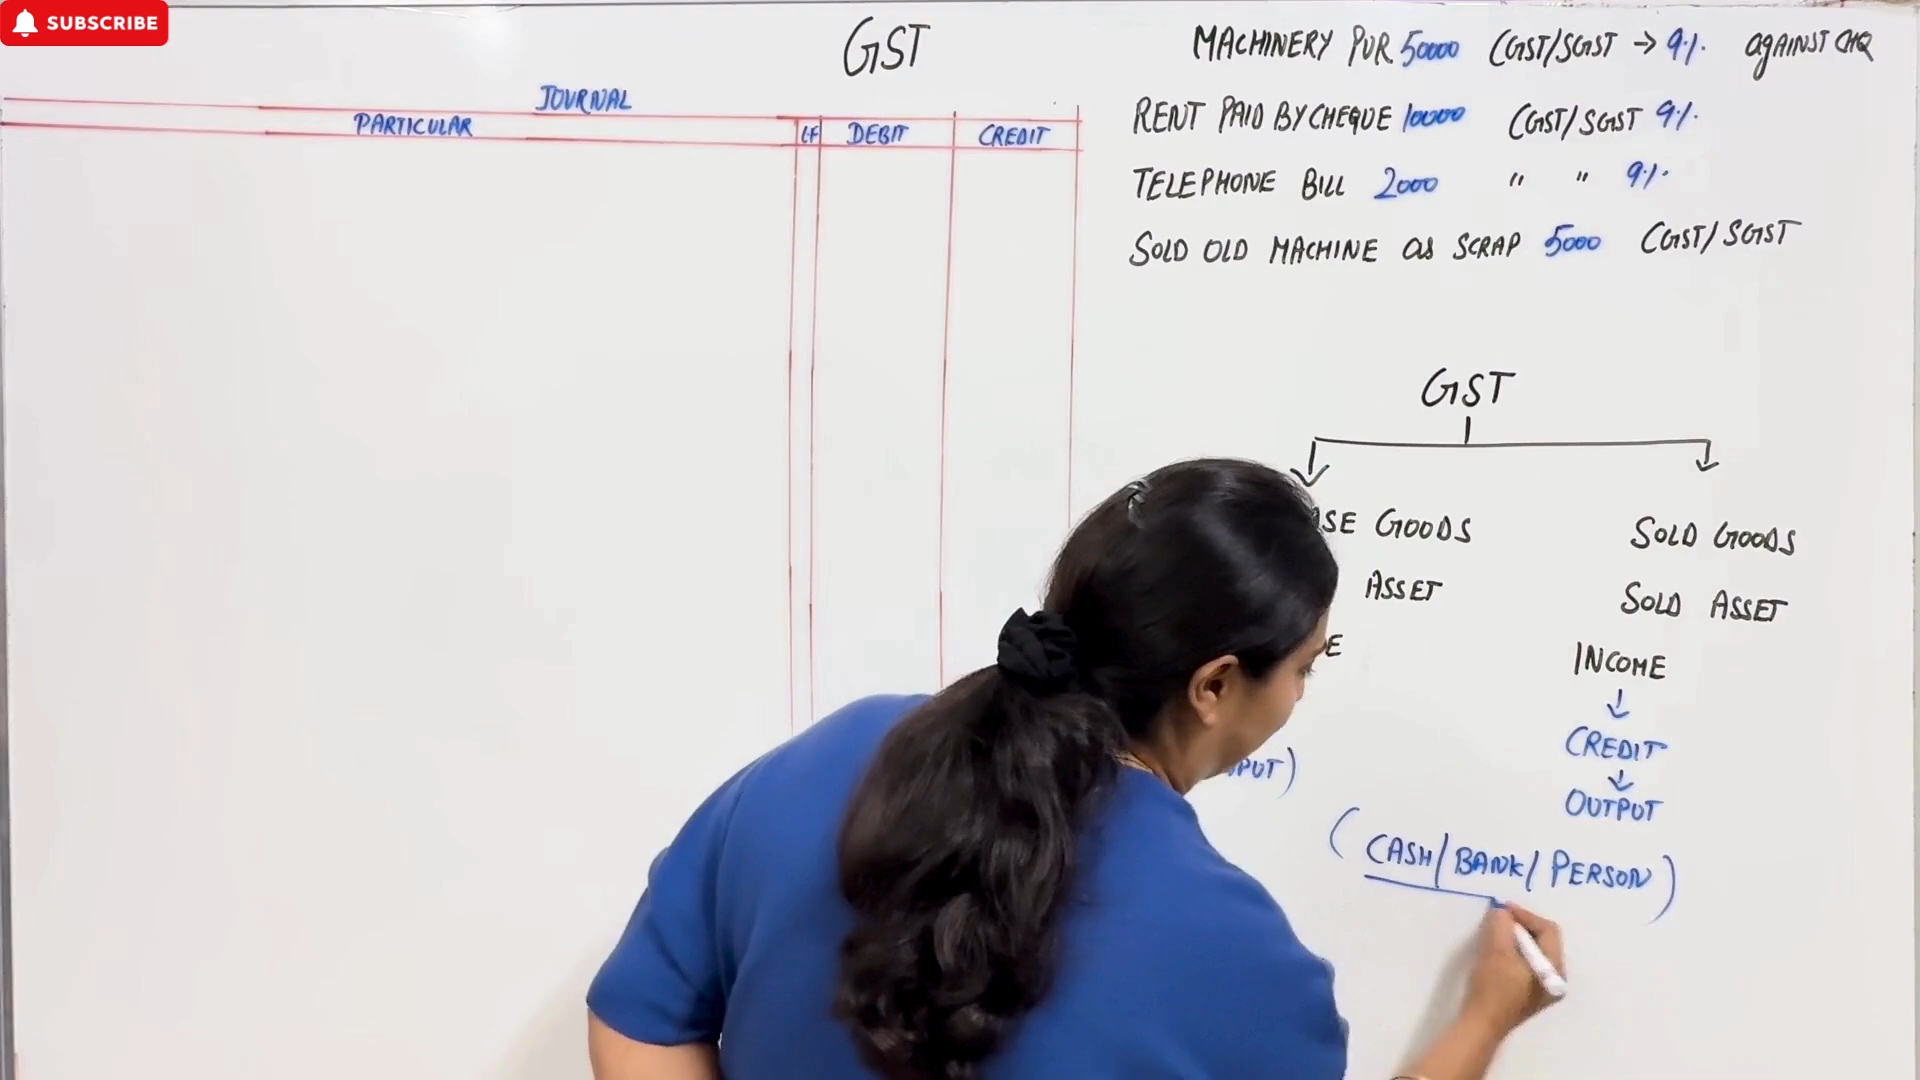 SUBSCRIBE
GST
JOURNAL
PARTICULAR LF DEBIT CREDIT
MACHINERY PUR 50000 CGST/SGST → 9% against CHQ
RENT PAID BY CHEQUE 10000 CGST/SGST 9%
TELEPHONE BILL 2000 " " 9%
SOLD OLD MACHINE as SCRAP 5000 CGST/SGST
GST
GOODS
ASSET
SOLD GOODS
SOLD ASSET
INCOME
↓
CREDIT
↓
OUTPUT
(CASH/BANK/PERSON)